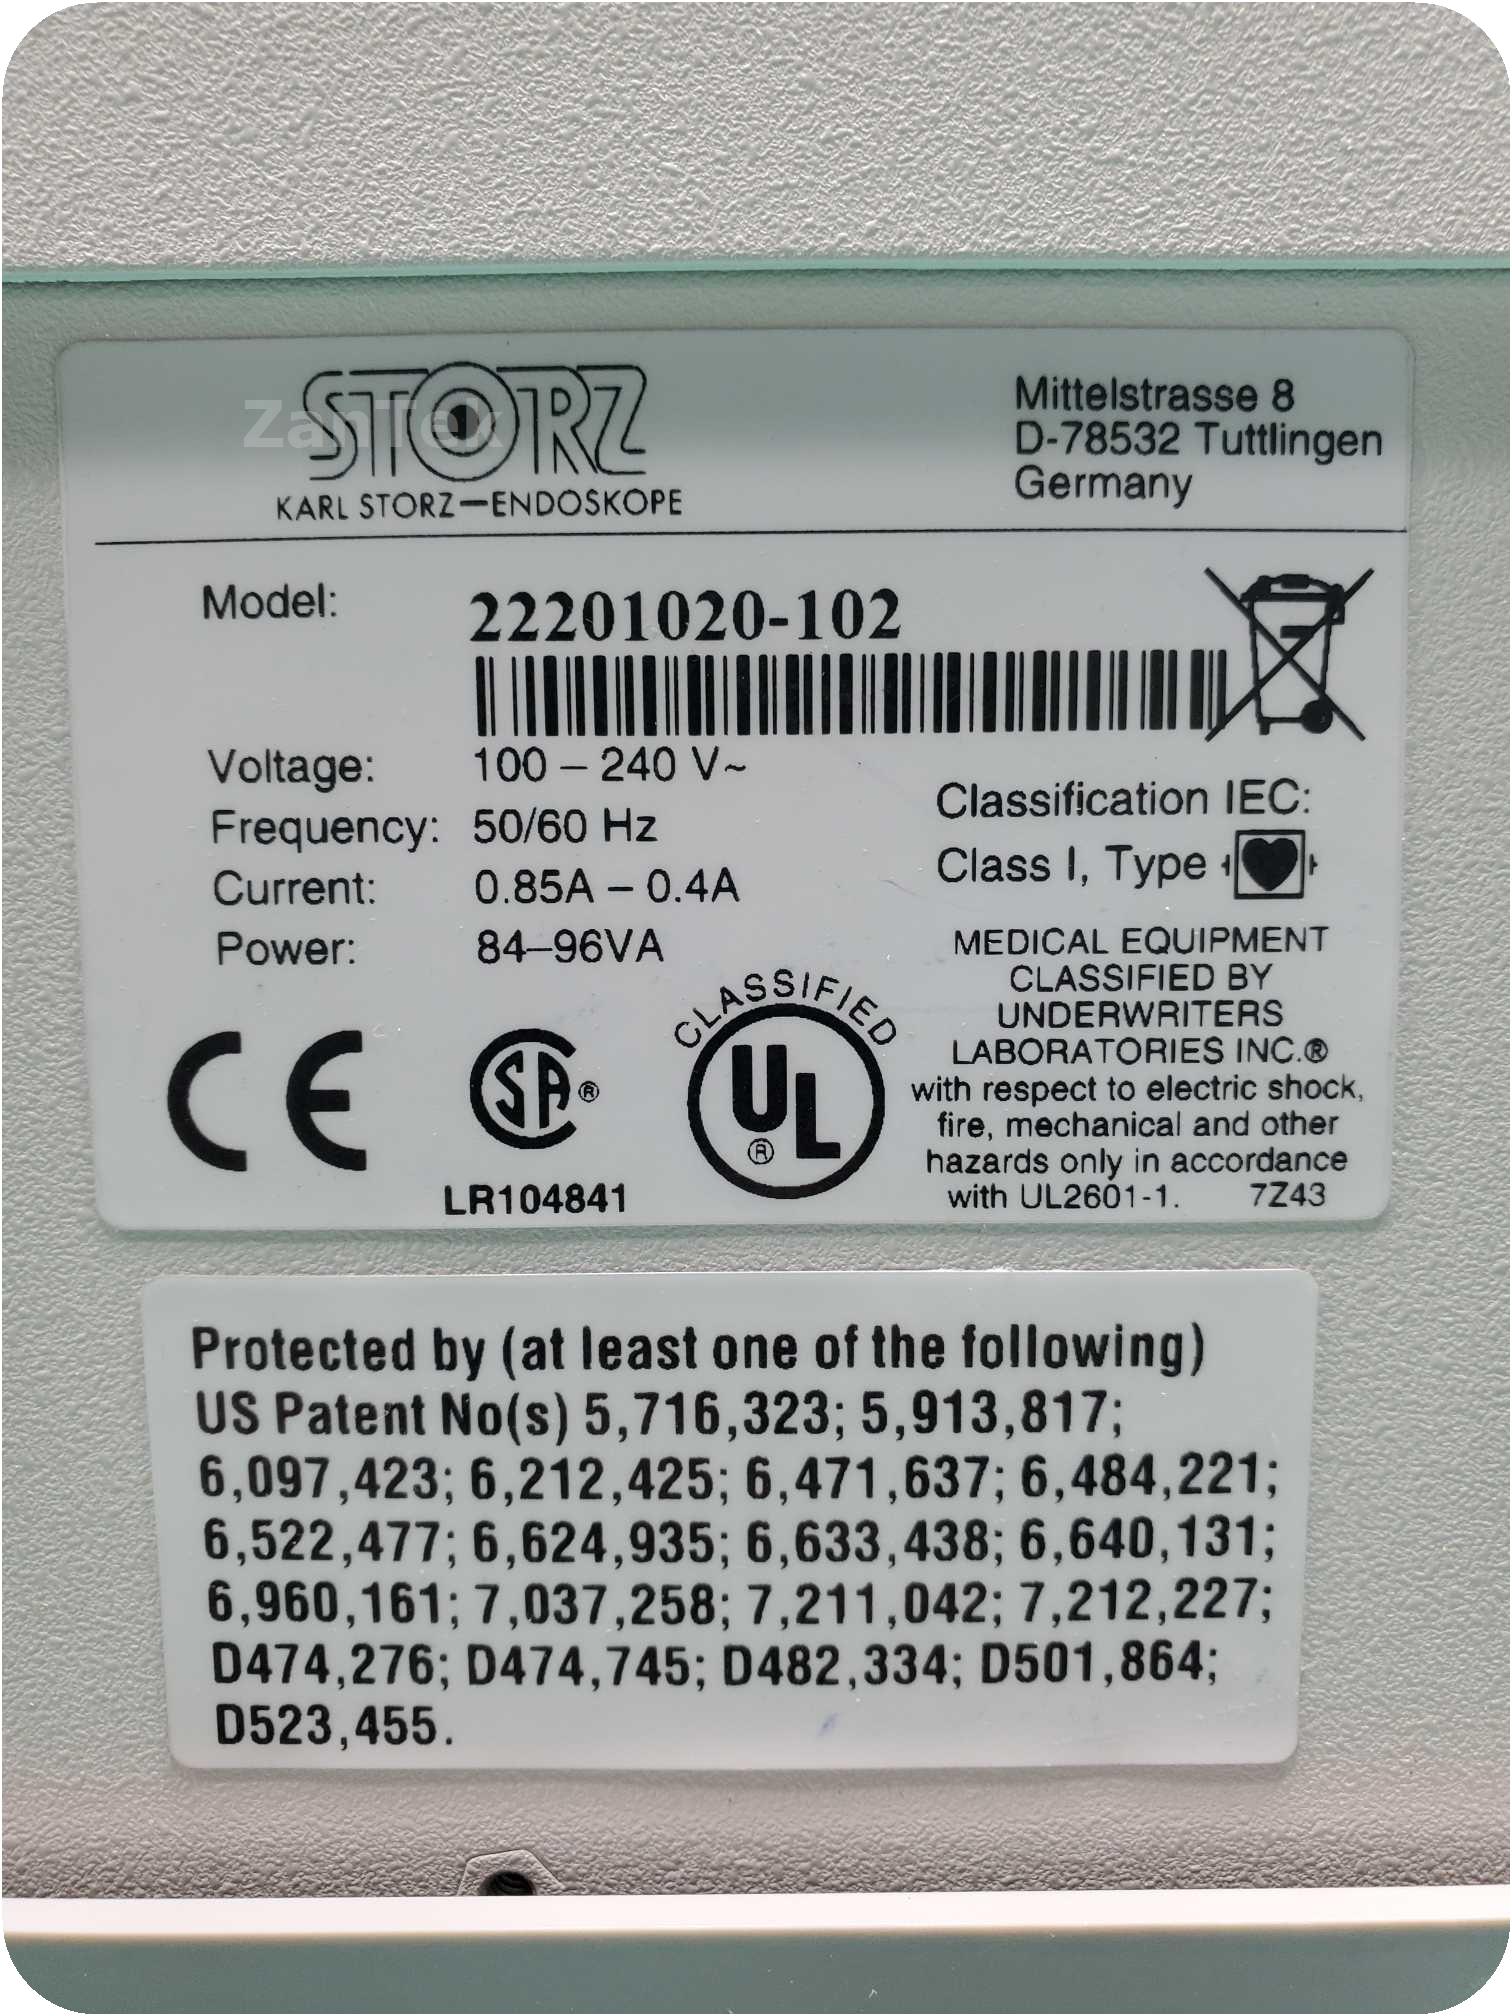 STORZ
ZanTek
KARL STORZ—ENDOSKOPE
Mittelstrasse 8
D-78532 Tuttlingen
Germany
Model: 22201020-102
Voltage: 100 – 240 V~
Frequency: 50/60 Hz
Current: 0.85A – 0.4A
Power: 84–96VA
Classification IEC:
Class I, Type
CE
SA®
LR104841
CLASSIFIED
UL
®
MEDICAL EQUIPMENT
CLASSIFIED BY
UNDERWRITERS
LABORATORIES INC.®
with respect to electric shock,
fire, mechanical and other
hazards only in accordance
with UL2601-1. 7Z43
Protected by (at least one of the following)
US Patent No(s) 5,716,323; 5,913,817;
6,097,423; 6,212,425; 6,471,637; 6,484,221;
6,522,477; 6,624,935; 6,633,438; 6,640,131;
6,960,161; 7,037,258; 7,211,042; 7,212,227;
D474,276; D474,745; D482,334; D501,864;
D523,455.